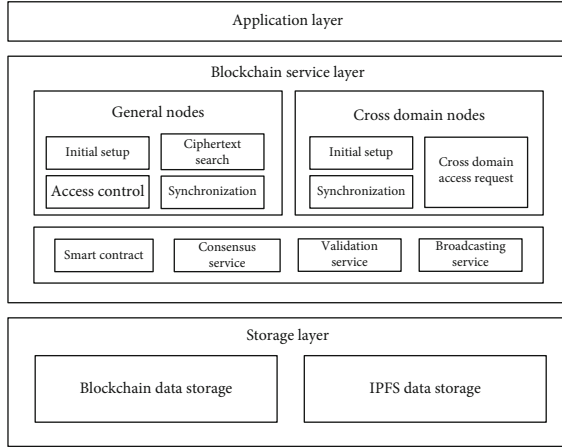 Application layer
Blockchain service layer
General nodes
Initial setup
Ciphertext
search
Access control
Synchronization
Cross domain nodes
Initial setup
Cross domain
access request
Synchronization
Smart contract
Consensus
service
Validation
service
Broadcasting
service
Storage layer
Blockchain data storage
IPFS data storage